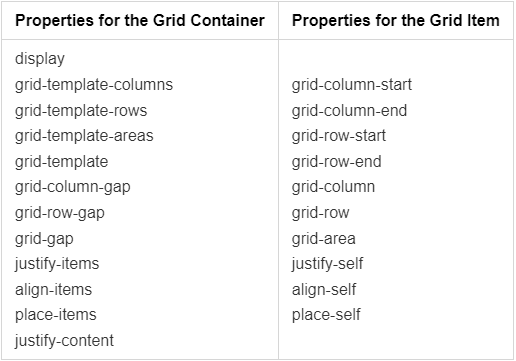 Properties for the Grid Container Properties for the Grid Item
display
grid-template-columns grid-column-start
grid-template-rows grid-column-end
grid-template-areas grid-row-start
grid-template grid-row-end
grid-column-gap grid-column
grid-row-gap grid-row
grid-gap grid-area
justify-items justify-self
align-items align-self
place-items place-self
justify-content